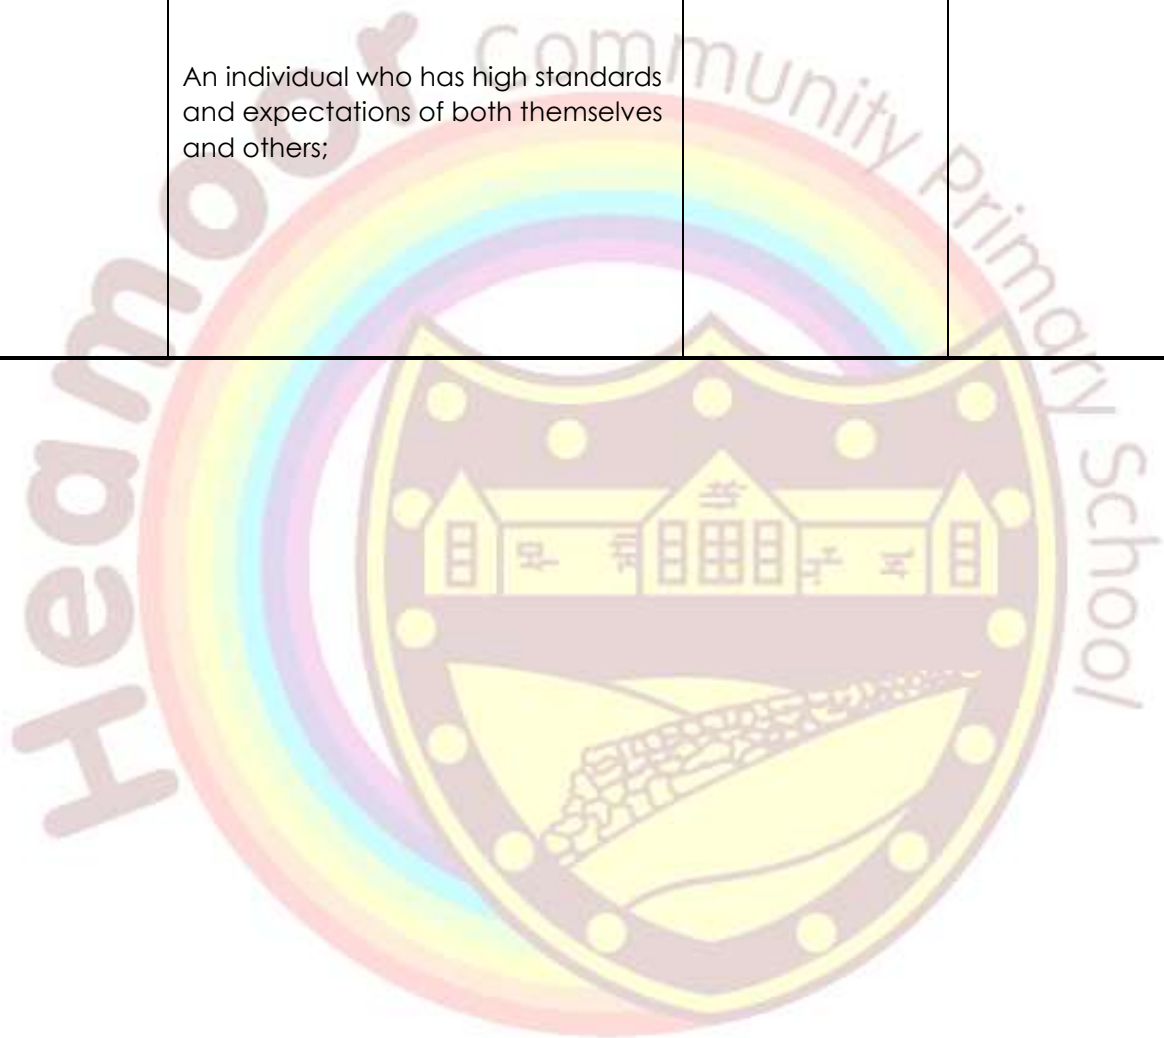 An individual who has high standards
and expectations of both themselves
and others;
Heamoor Community Primary School